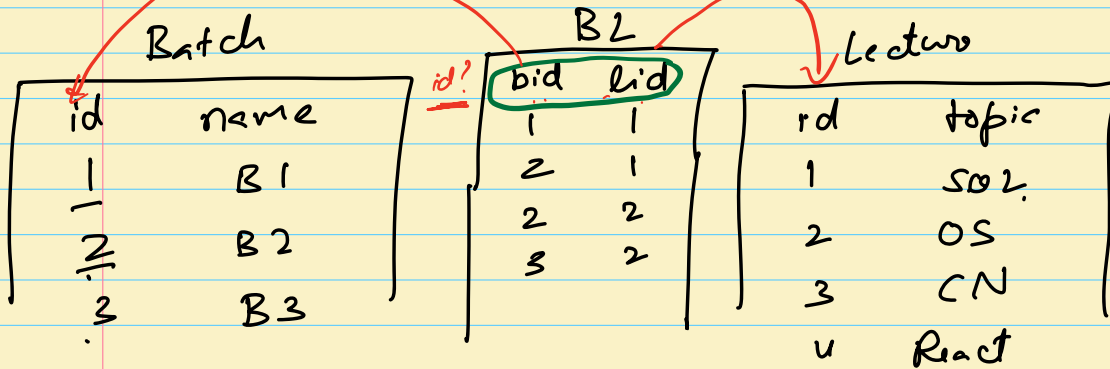 Batch
id name
1 B1
2 B2
3 B3
BL
id?
bid lid
1 1
2 1
2 2
3 2
Lecture
id topic
1 SQL
2 OS
3 CN
4 React